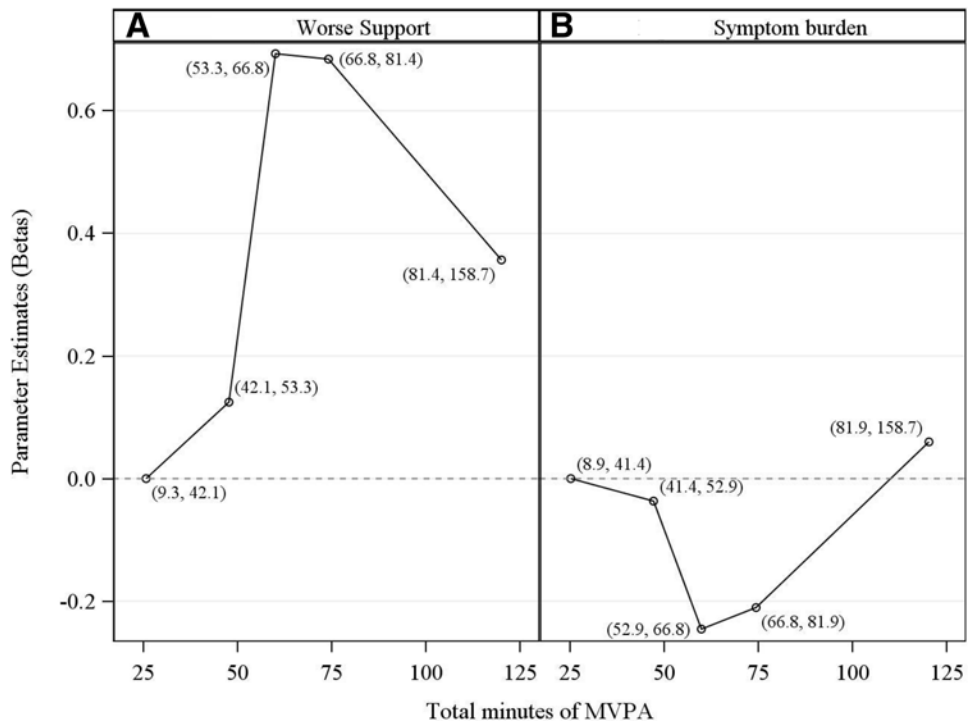 A Worse Support
B Symptom burden
Parameter Estimates (Betas)
0.6
0.4
0.2
0.0
-0.2
(53.3, 66.8)
(66.8, 81.4)
(81.4, 158.7)
(42.1, 53.3)
(9.3, 42.1)
(81.9, 158.7)
(8.9, 41.4)
(41.4, 52.9)
(52.9, 66.8)
(66.8, 81.9)
25 50 75 100 125
25 50 75 100 125
Total minutes of MVPA